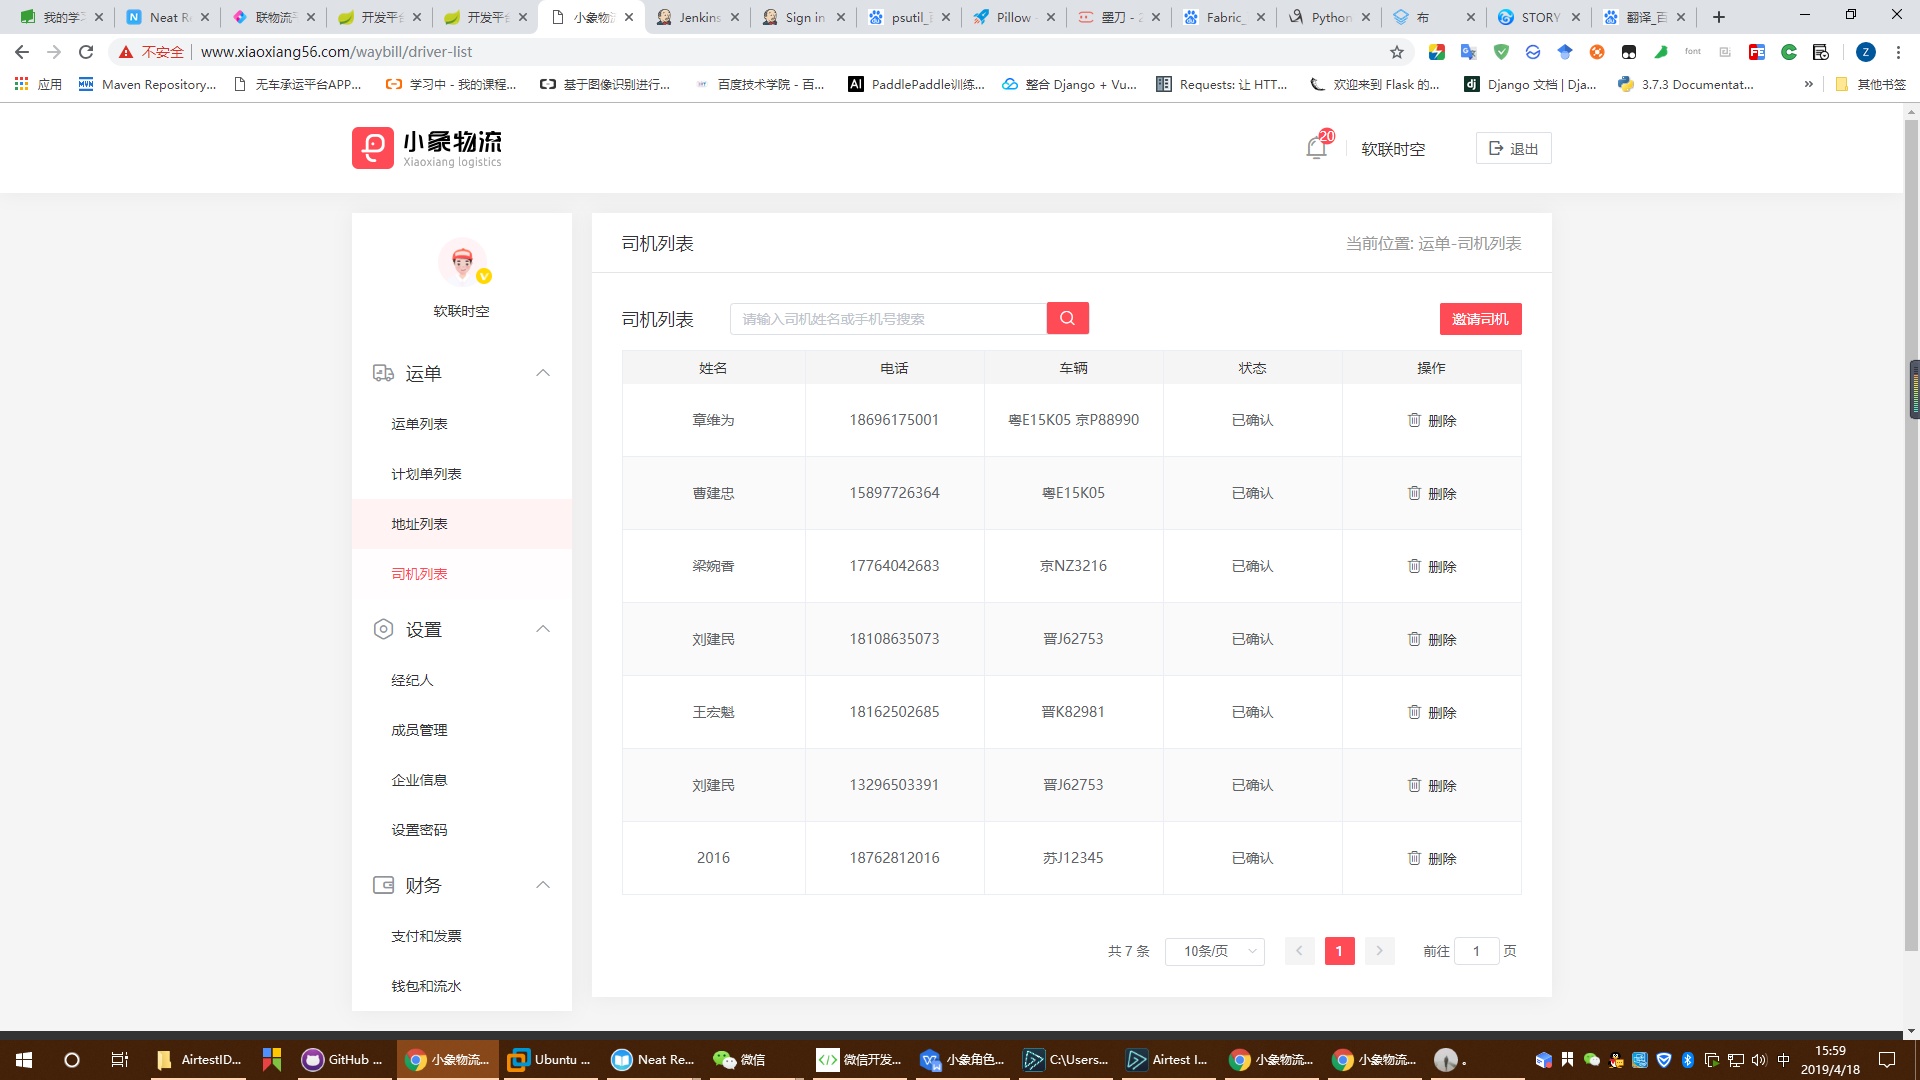 我的学 Neat R 联物流 开发平台 开发平台 小象物流 Jenkins Sign in psutil_ Pillow 墨刀 - 2 Fabric_ Python 布 STORY 翻译_百
不安全 www.xiaoxiang56.com/waybill/driver-list
应用 Maven Repository... 无车承运平台APP... 学习中 - 我的课程... 基于图像识别进行... 百度技术学院 - 百... PaddlePaddle训练... 整合 Django + Vu... Requests: 让 HTT... 欢迎来到 Flask 的... Django 文档 | Dja... 3.7.3 Documentat... » 其他书签
小象物流
Xiaoxiang logistics
20
软联时空
退出
软联时空
运单
运单列表
计划单列表
地址列表
司机列表
设置
经纪人
成员管理
企业信息
设置密码
财务
支付和发票
钱包和流水
司机列表 当前位置: 运单-司机列表
司机列表 请输入司机姓名或手机号搜索 邀请司机
姓名 电话 车辆 状态 操作
章维为 18696175001 粤E15K05 京P88990 已确认 删除
曹建忠 15897726364 粤E15K05 已确认 删除
梁婉香 17764042683 京NZ3216 已确认 删除
刘建民 18108635073 晋J62753 已确认 删除
王宏魁 18162502685 晋K82981 已确认 删除
刘建民 13296503391 晋J62753 已确认 删除
2016 18762812016 苏J12345 已确认 删除
共 7 条 10条/页 1 前往 1 页
AirtestID... GitHub ... 小象物流... Ubuntu ... Neat Re... 微信 微信开发... 小象角色... C:\Users... Airtest I... 小象物流... 小象物流... 中 15:59
2019/4/18